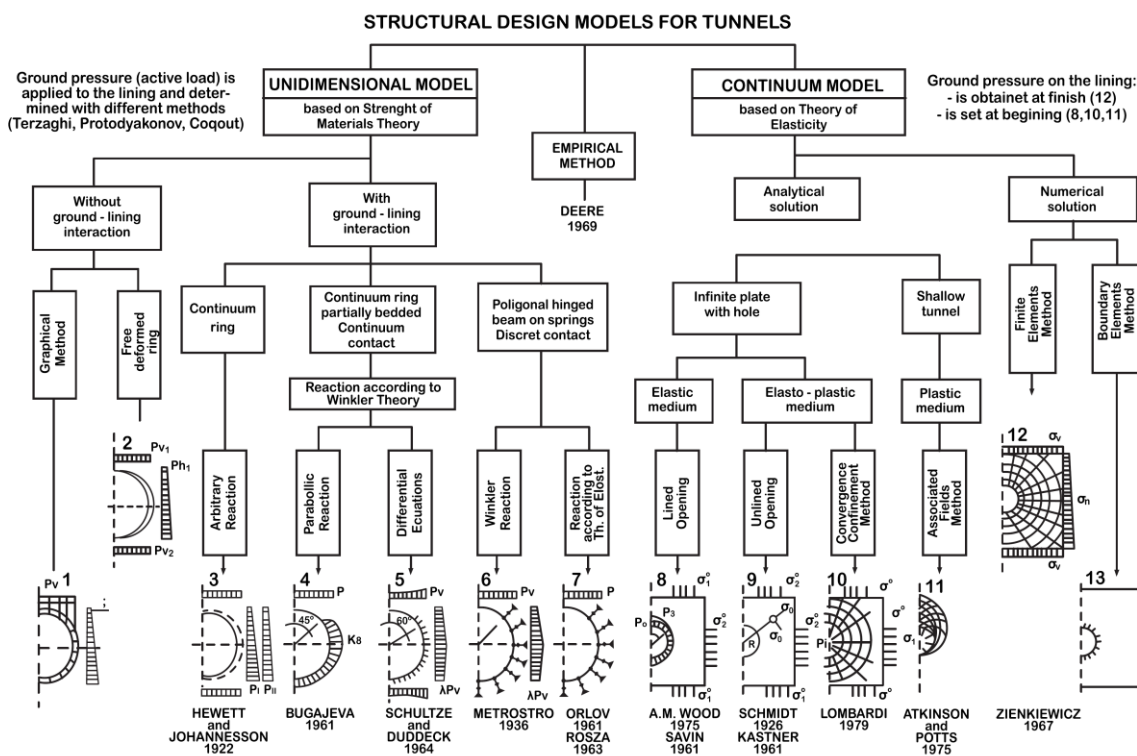 STRUCTURAL DESIGN MODELS FOR TUNNELS
Ground pressure (active load) is
applied to the lining and deter-
mined with different methods
(Terzaghi, Protodyakonov, Coqout)
UNIDIMENSIONAL MODEL
based on Strenght of
Materials Theory
EMPIRICAL
METHOD
DEERE
1969
CONTINUUM MODEL
based on Theory of
Elasticity
Ground pressure on the lining:
- is obtainet at finish (12)
- is set at begining (8,10,11)
Without
ground - lining
interaction
With
ground - lining
interaction
Analytical
solution
Numerical
solution
Graphical
Method
Free
deformed
ring
Continuum
ring
Continuum ring
partially bedded
Continuum
contact
Poligonal hinged
beam on springs
Discret contact
Infinite plate
with hole
Shallow
tunnel
Finite
Elements
Method
Boundary
Elements
Method
Reaction according to
Winkler Theory
Elastic
medium
Elasto - plastic
medium
Plastic
medium
Arbitrary
Reaction
Parabollic
Reaction
Differential
Ecuations
Winkler
Reaction
Reaction
according to
Th. of Elost.
Lined
Opening
Unlined
Opening
Convergence
Confinement
Method
Associated
Fields
Method
1
Pv
;
2
Pv1
Ph1
Pv2
3
PI PII
HEWETT
and
JOHANNESSON
1922
4
P
45°
K8
BUGAJEVA
1961
5
Pv
60°
λPv
SCHULTZE
and
DUDDECK
1964
6
Pv
λPv
METROSTRO
1936
7
P
ORLOV
1961
ROSZA
1963
8
σ°1
P3
Po
σ°2
σ°1
A.M. WOOD
1975
SAVIN
1961
9
σ°2
σ0
σ0
R
σ°2
σ°1
SCHMIDT
1926
KASTNER
1961
10
σ°
σ°
Pi
σ°
LOMBARDI
1979
11
σ1
ATKINSON
and
POTTS
1975
12
σv
σn
σv
ZIENKIEWICZ
1967
13